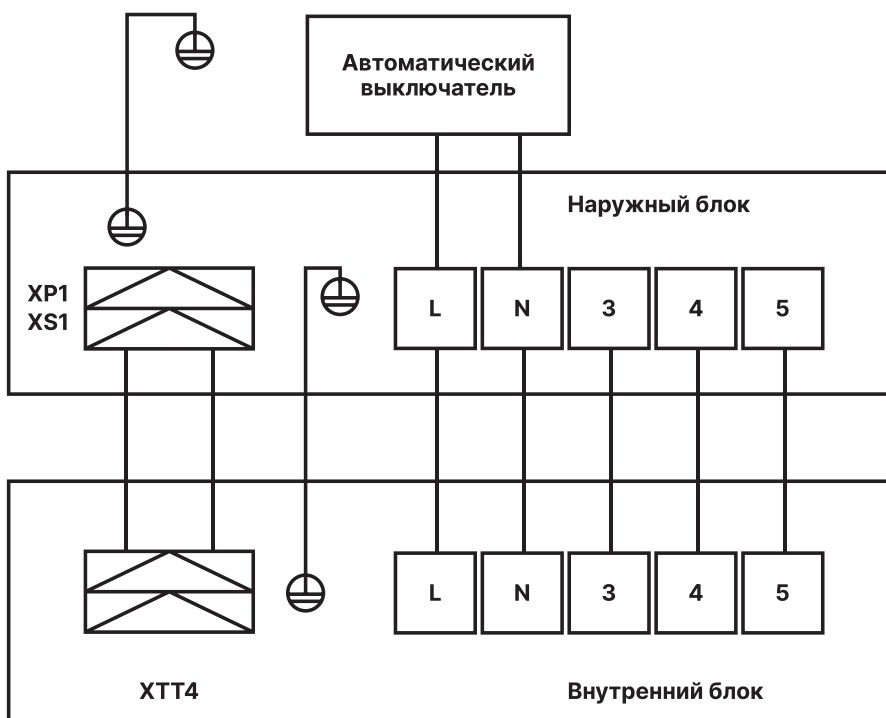 Автоматический
выключатель
Наружный блок
XP1
XS1
L N 3 4 5
L N 3 4 5
XTT4
Внутренний блок